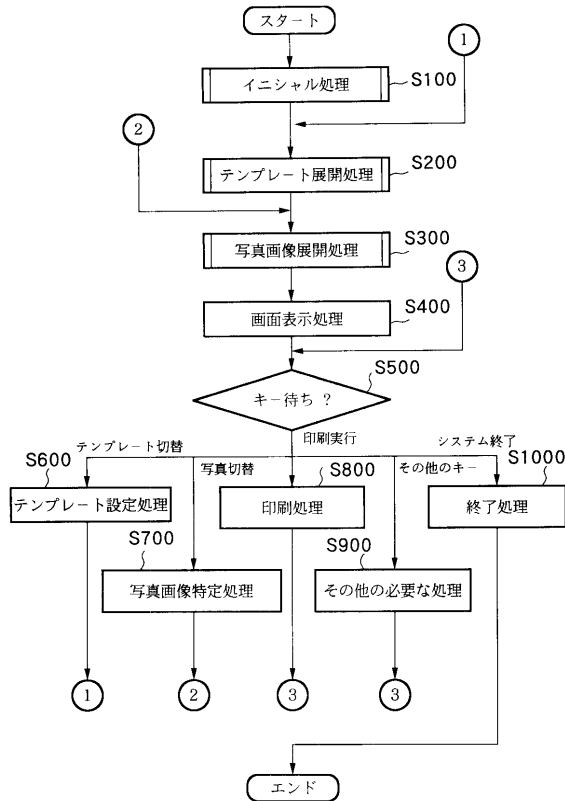 スタート
①
イニシャル処理
S100
②
テンプレート展開処理
S200
写真画像展開処理
S300
③
画面表示処理
S400
キー待ち ?
S500
テンプレート切替
写真切替
印刷実行
その他のキー
システム終了
S600
S800
S1000
テンプレート設定処理
印刷処理
終了処理
S700
S900
写真画像特定処理
その他の必要な処理
①
②
③
③
エンド